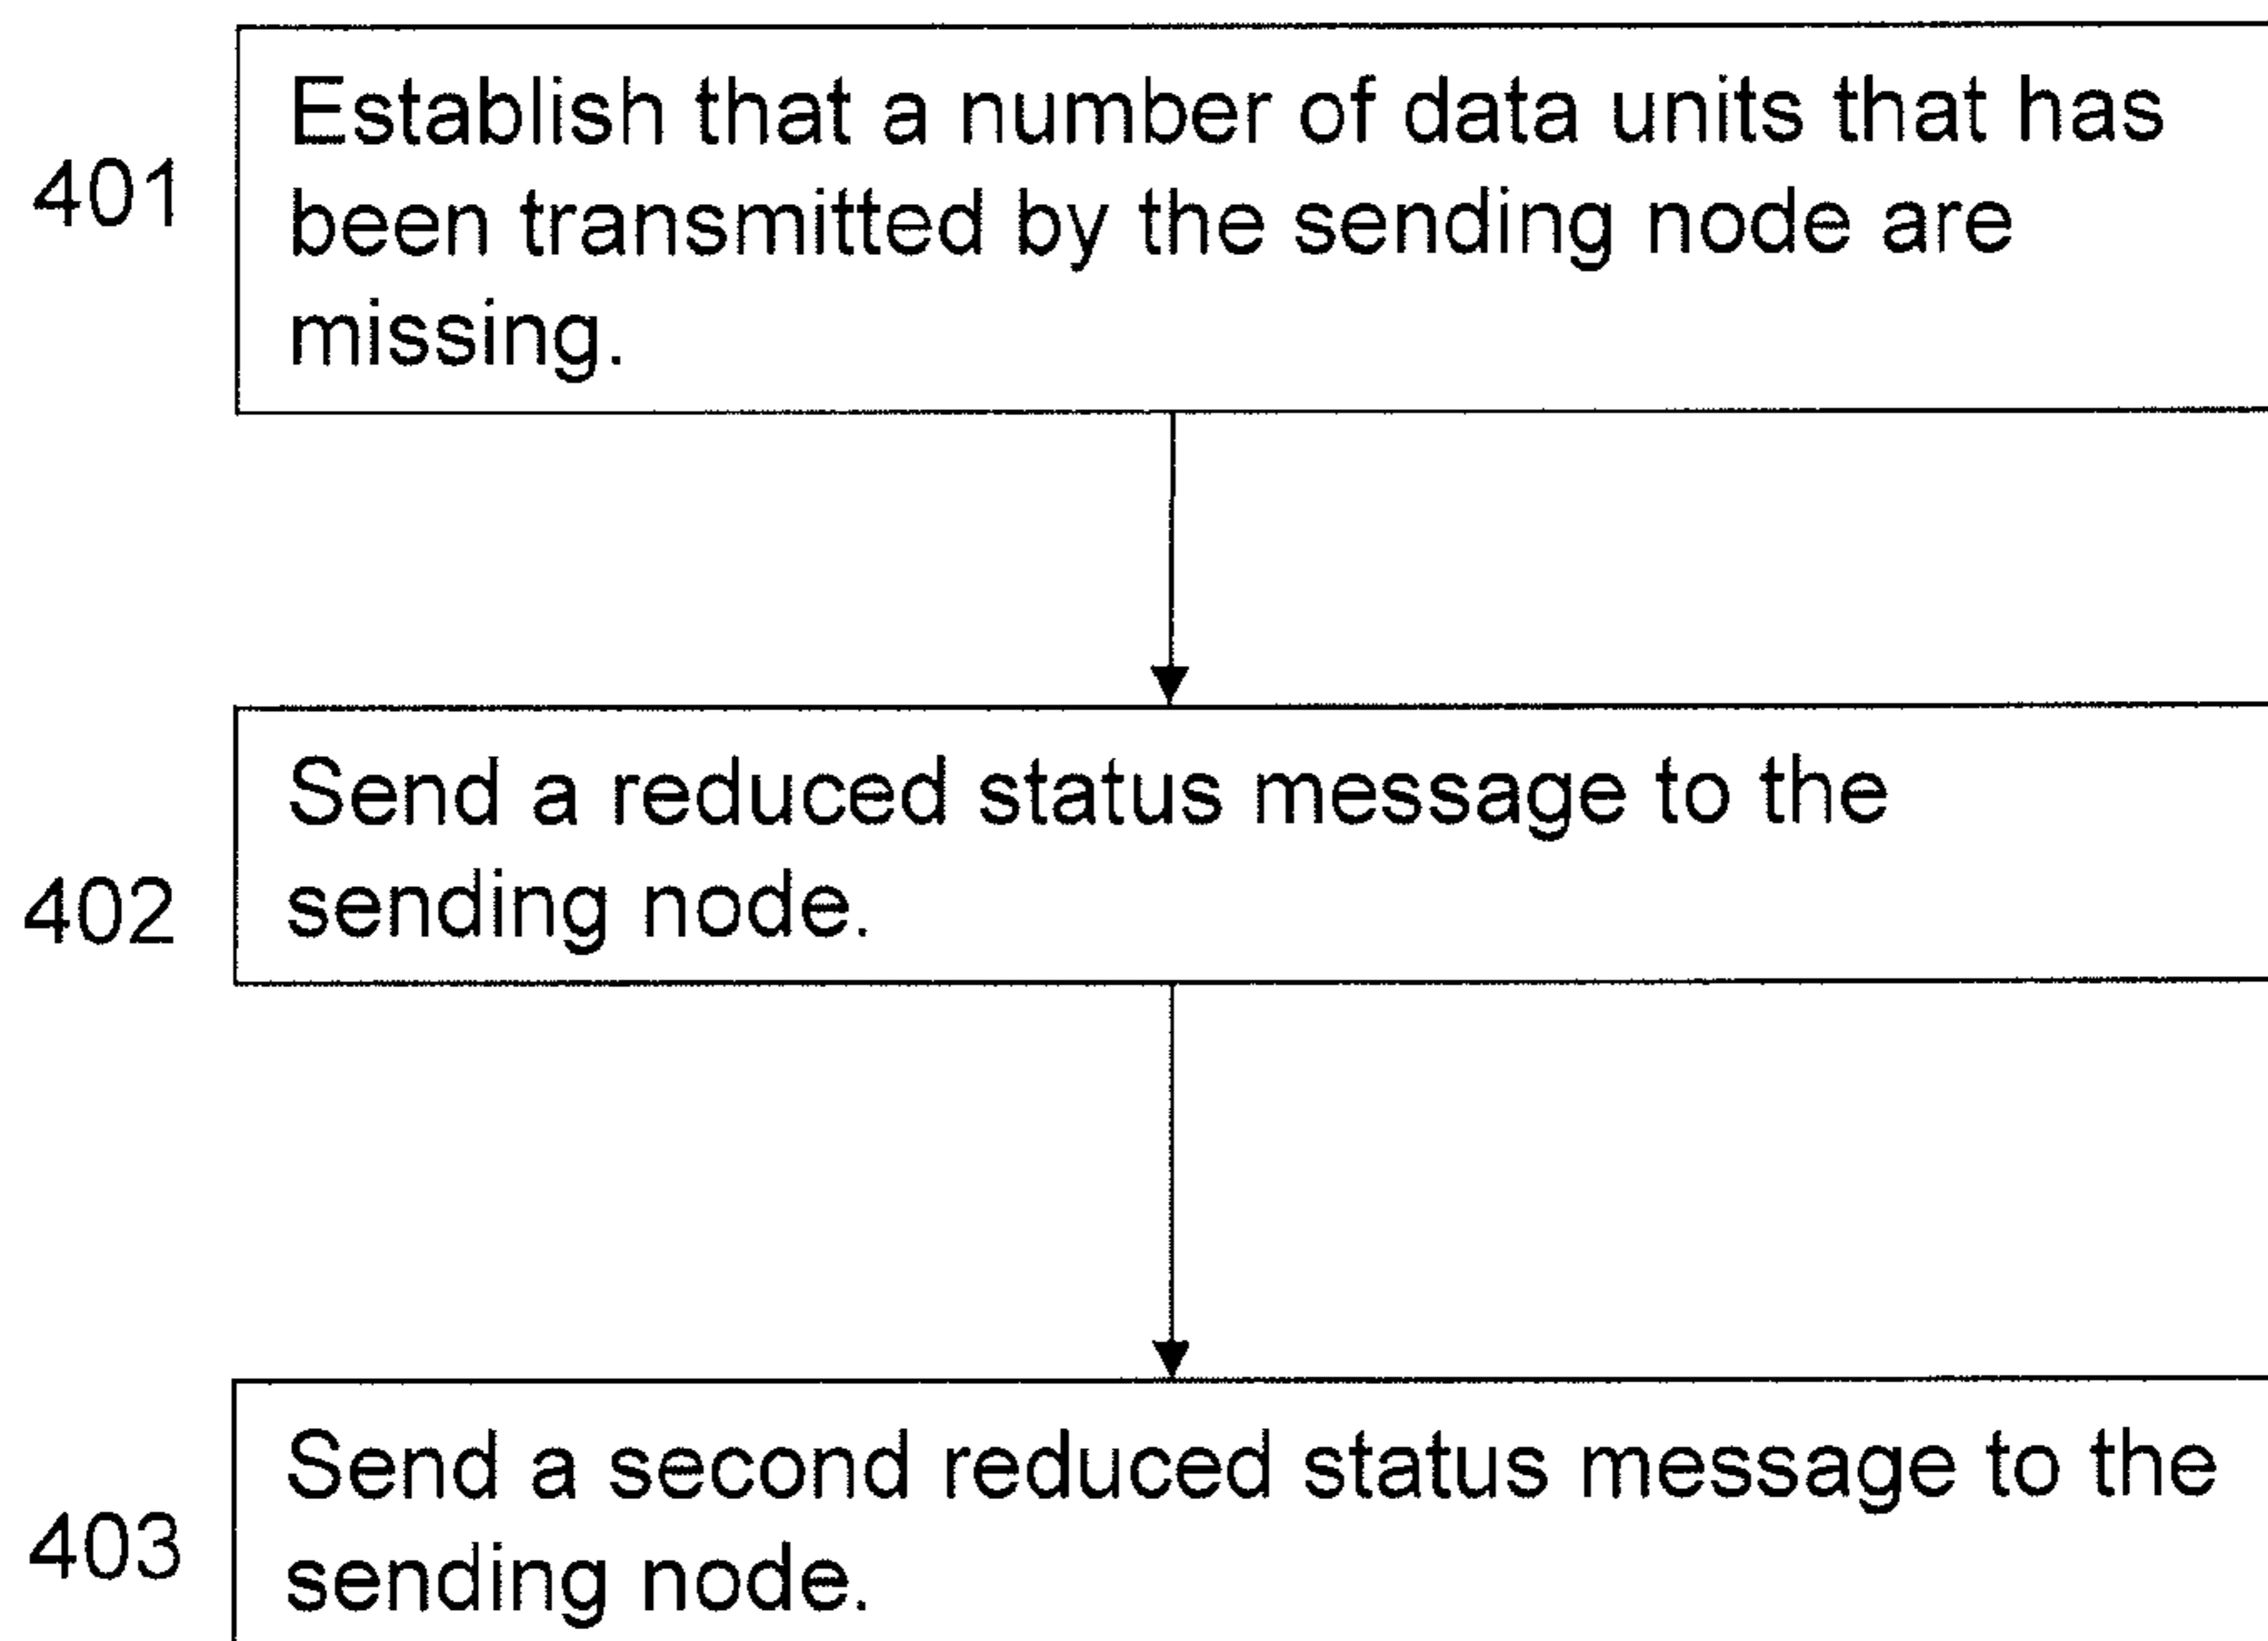 401
Establish that a number of data units that has
been transmitted by the sending node are
missing.
402
Send a reduced status message to the
sending node.
403
Send a second reduced status message to the
sending node.